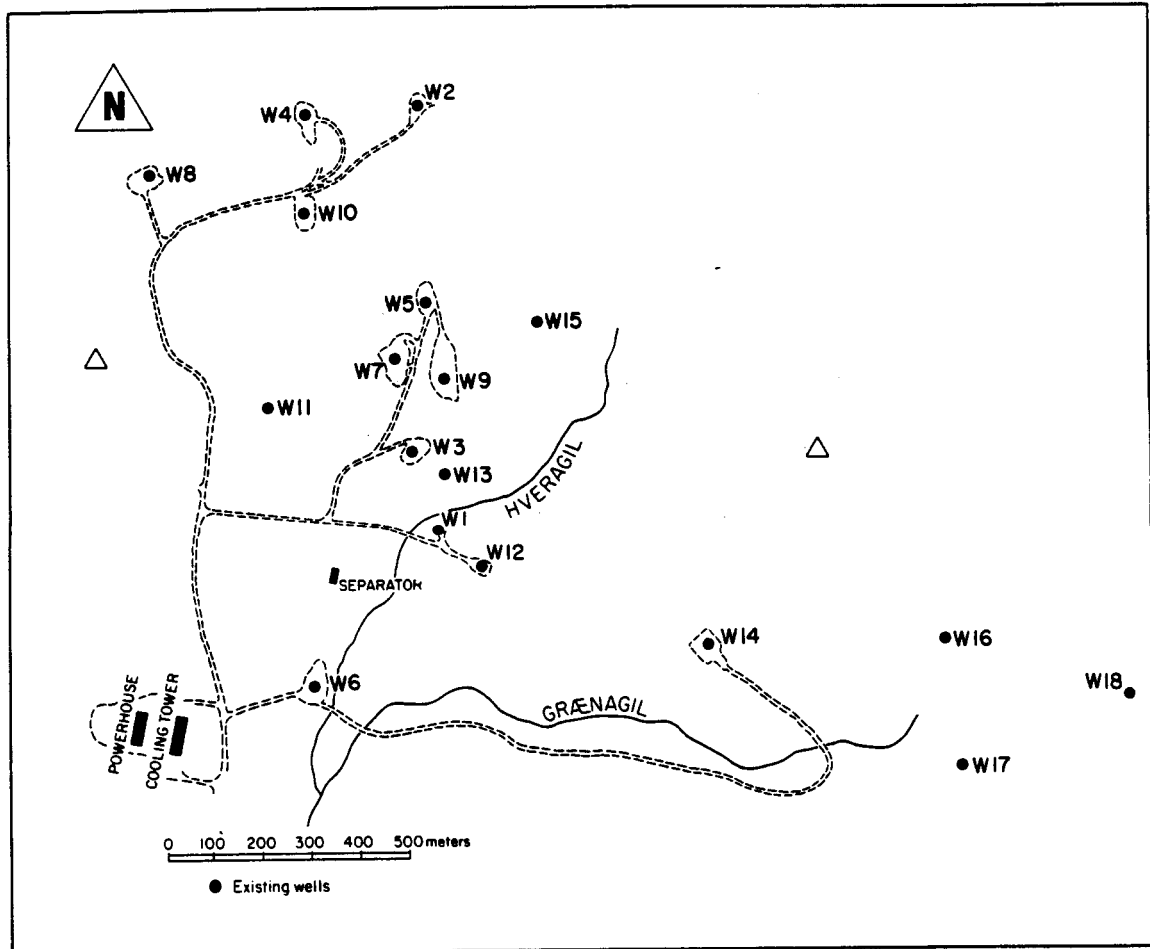 N
W4
W2
W8
W10
W5
W15
W7
W9
W11
W3
W13
HVERAGIL
W1
W12
SEPARATOR
W14
W16
W6
W18
GRÆNAGIL
POWERHOUSE
COOLING TOWER
W17
0 100 200 300 400 500 meters
Existing wells